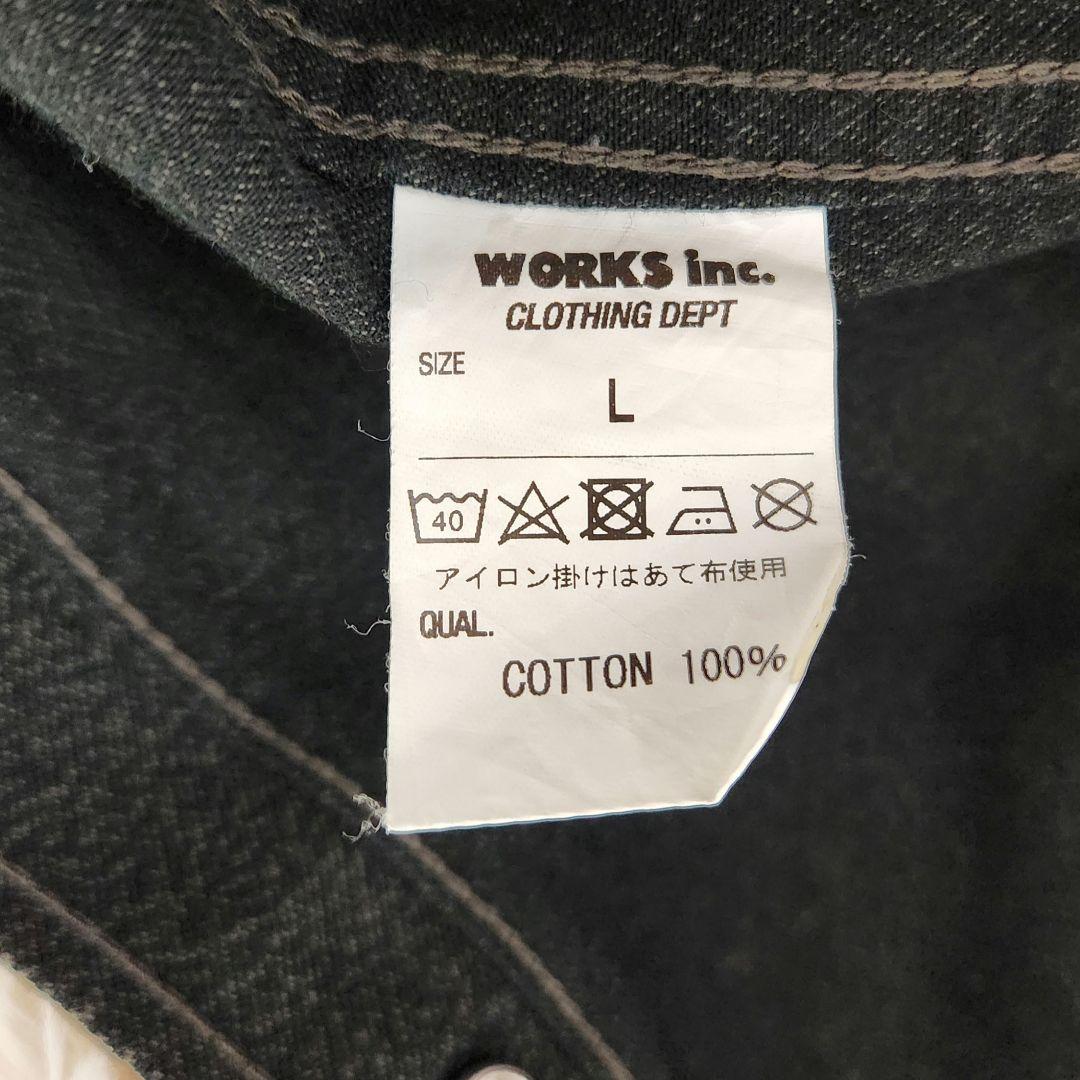 WORKS inc.
CLOTHING DEPT
SIZE
L
40
アイロン掛けはあて布使用
QUAL.
COTTON 100%